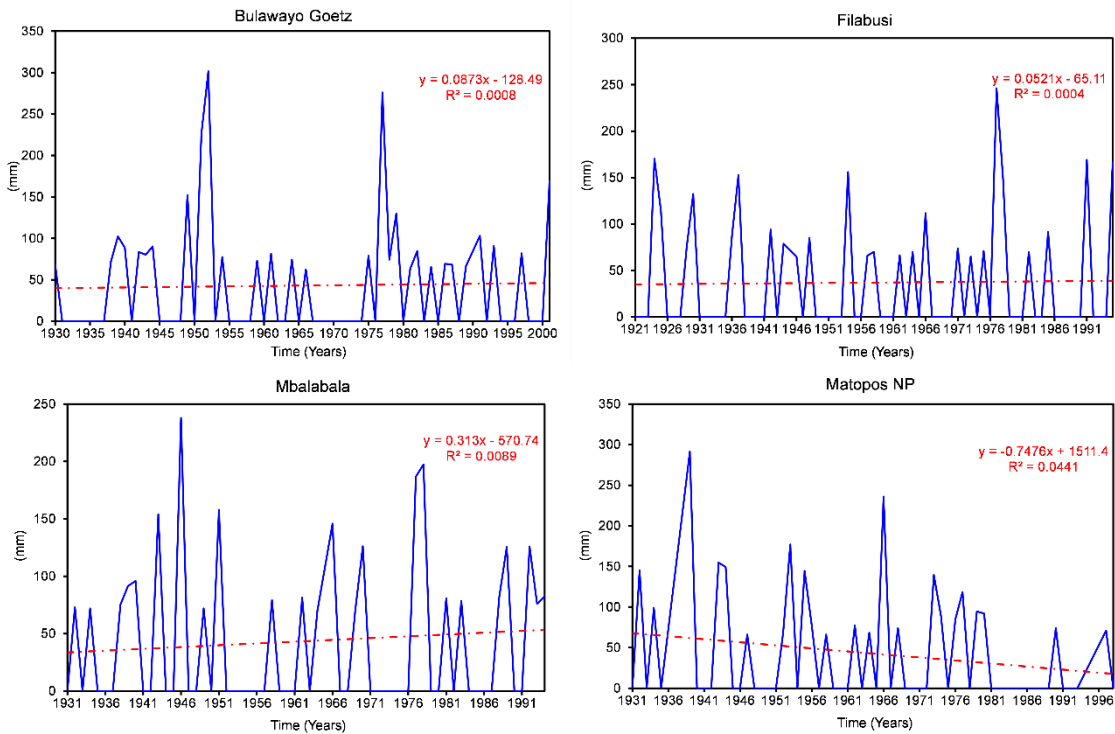 Bulawayo Goetz
350
300
250
200
150
100
50
0
(mm)
y = 0.0873x - 128.49
R² = 0.0008
1930 1935 1940 1945 1950 1955 1960 1965 1970 1975 1980 1985 1990 1995 2000
Time (Years)
Filabusi
300
250
200
150
100
50
0
(mm)
y = 0.0521x - 65.11
R² = 0.0004
1921 1926 1931 1936 1941 1946 1951 1956 1961 1966 1971 1976 1981 1986 1991
Time (Years)
Mbalabala
250
200
150
100
50
0
(mm)
y = 0.313x - 570.74
R² = 0.0089
1931 1936 1941 1946 1951 1956 1961 1966 1971 1976 1981 1986 1991
Time (Years)
Matopos NP
350
300
250
200
150
100
50
0
(mm)
y = -0.7476x + 1511.4
R² = 0.0441
1931 1936 1941 1946 1951 1956 1961 1966 1971 1976 1981 1986 1991 1996
Time (Years)